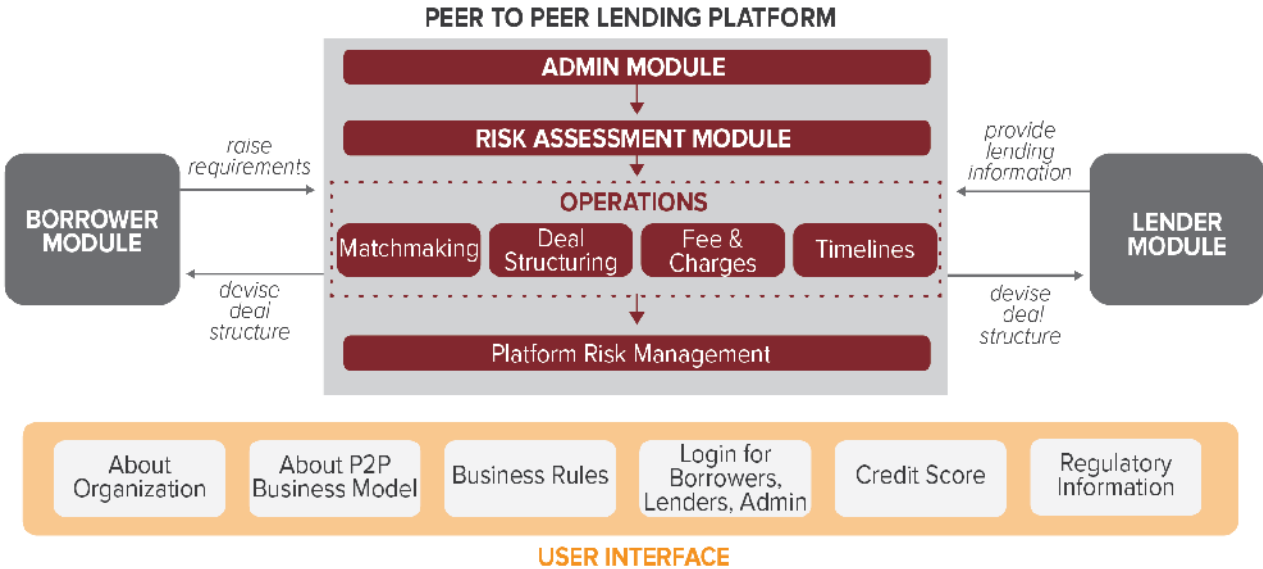 PEER TO PEER LENDING PLATFORM
ADMIN MODULE
RISK ASSESSMENT MODULE
raise
requirements
provide
lending
information
BORROWER
MODULE
OPERATIONS
Matchmaking
Deal
Structuring
Fee &
Charges
Timelines
LENDER
MODULE
devise
deal
structure
devise
deal
structure
Platform Risk Management
About
Organization
About P2P
Business Model
Business Rules
Login for
Borrowers,
Lenders, Admin
Credit Score
Regulatory
Information
USER INTERFACE